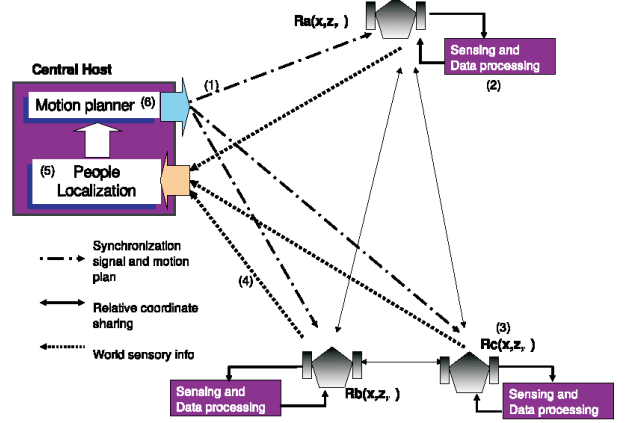 Ra(x,z, )
Sensing and
Data processing
(2)
Central Host
(1)
Motion planner (6)
(5) People
Localization
Synchronization
signal and motion
plan
(4)
Relative coordinate
sharing
(3)
World sensory info
Rc(x,z, )
Rb(x,z, )
Sensing and
Data processing
Sensing and
Data processing